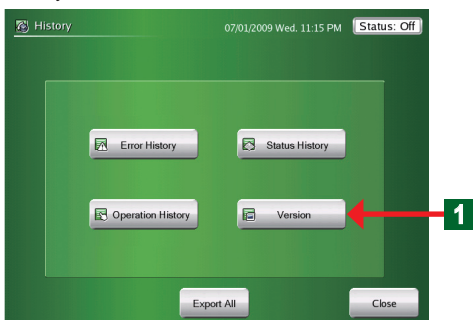 History 07/01/2009 Wed. 11:15 PM Status: Off
Error History Status History
Operation History Version 1
Export All Close